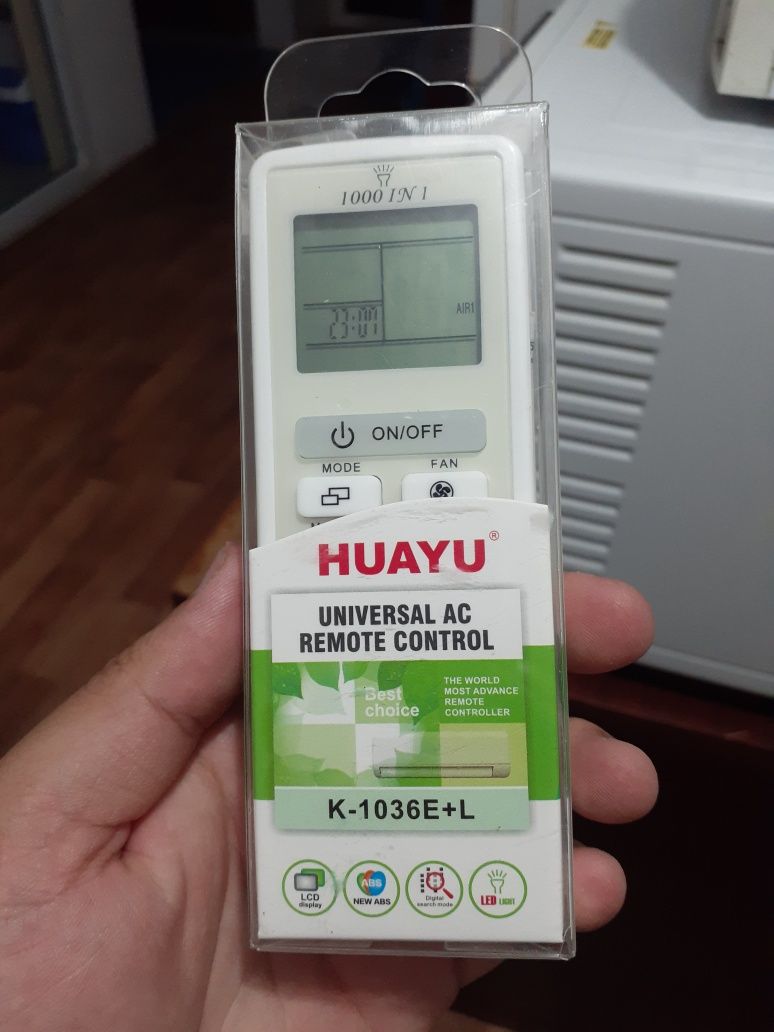 1000 IN 1
AIR1
23:07
ON/OFF
MODE FAN
HUAYU®
UNIVERSAL AC
REMOTE CONTROL
Best
choice
THE WORLD
MOST ADVANCE
REMOTE
CONTROLLER
K-1036E+L
LCD
display
ABS
NEW ABS
Digital
search mode
LED LIGHT